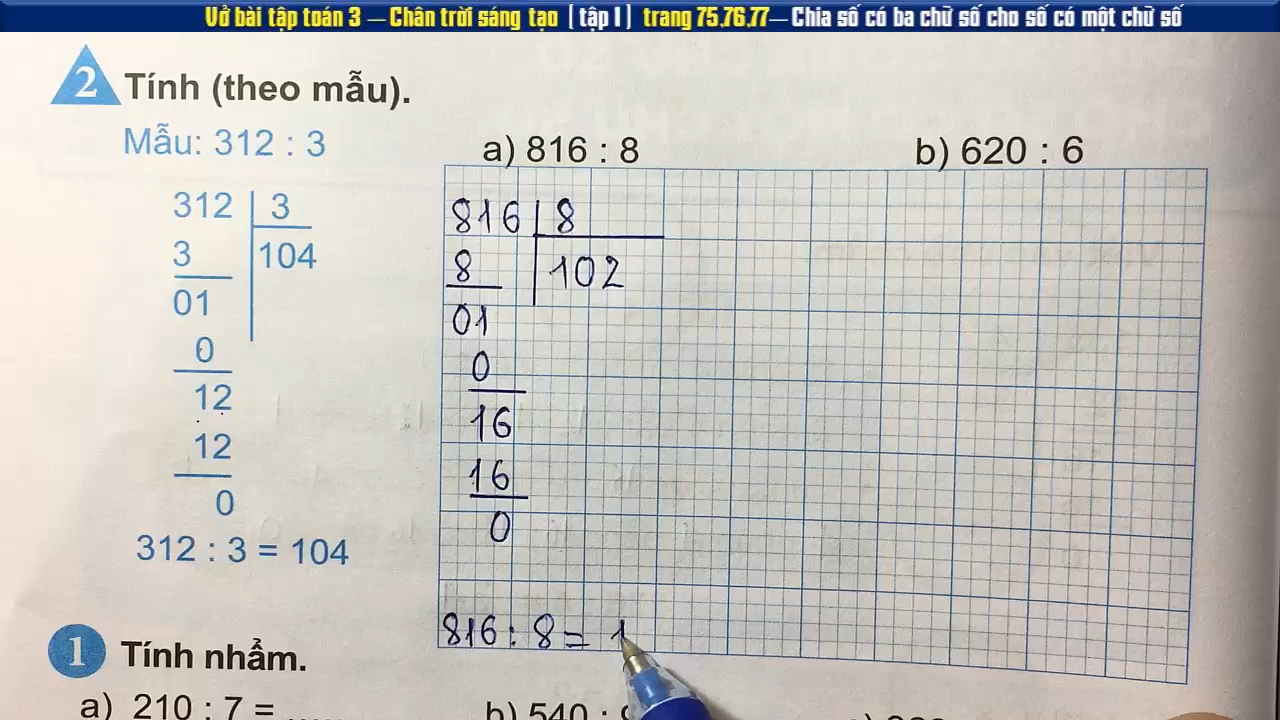 Vở bài tập toán 3 – Chân trời sáng tạo ( tập 1 ) trang 75,76,77– Chia số có ba chữ số cho số có một chữ số
2 Tính (theo mẫu).
Mẫu: 312 : 3
312 3
3 104
01
0
12
12
0
312 : 3 = 104
a) 816 : 8
816 8
8 102
01
0
16
16
0
816 : 8 = 1
b) 620 : 6
1 Tính nhẩm.
a) 210 : 7 = ......
b) 540 :